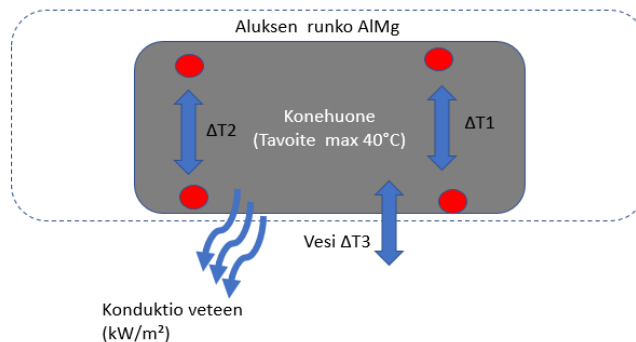 Aluksen runko AlMg
Konehuone
(Tavoite max 40°C)
ΔT2
ΔT1
Vesi ΔT3
Konduktio veteen
(kW/m²)